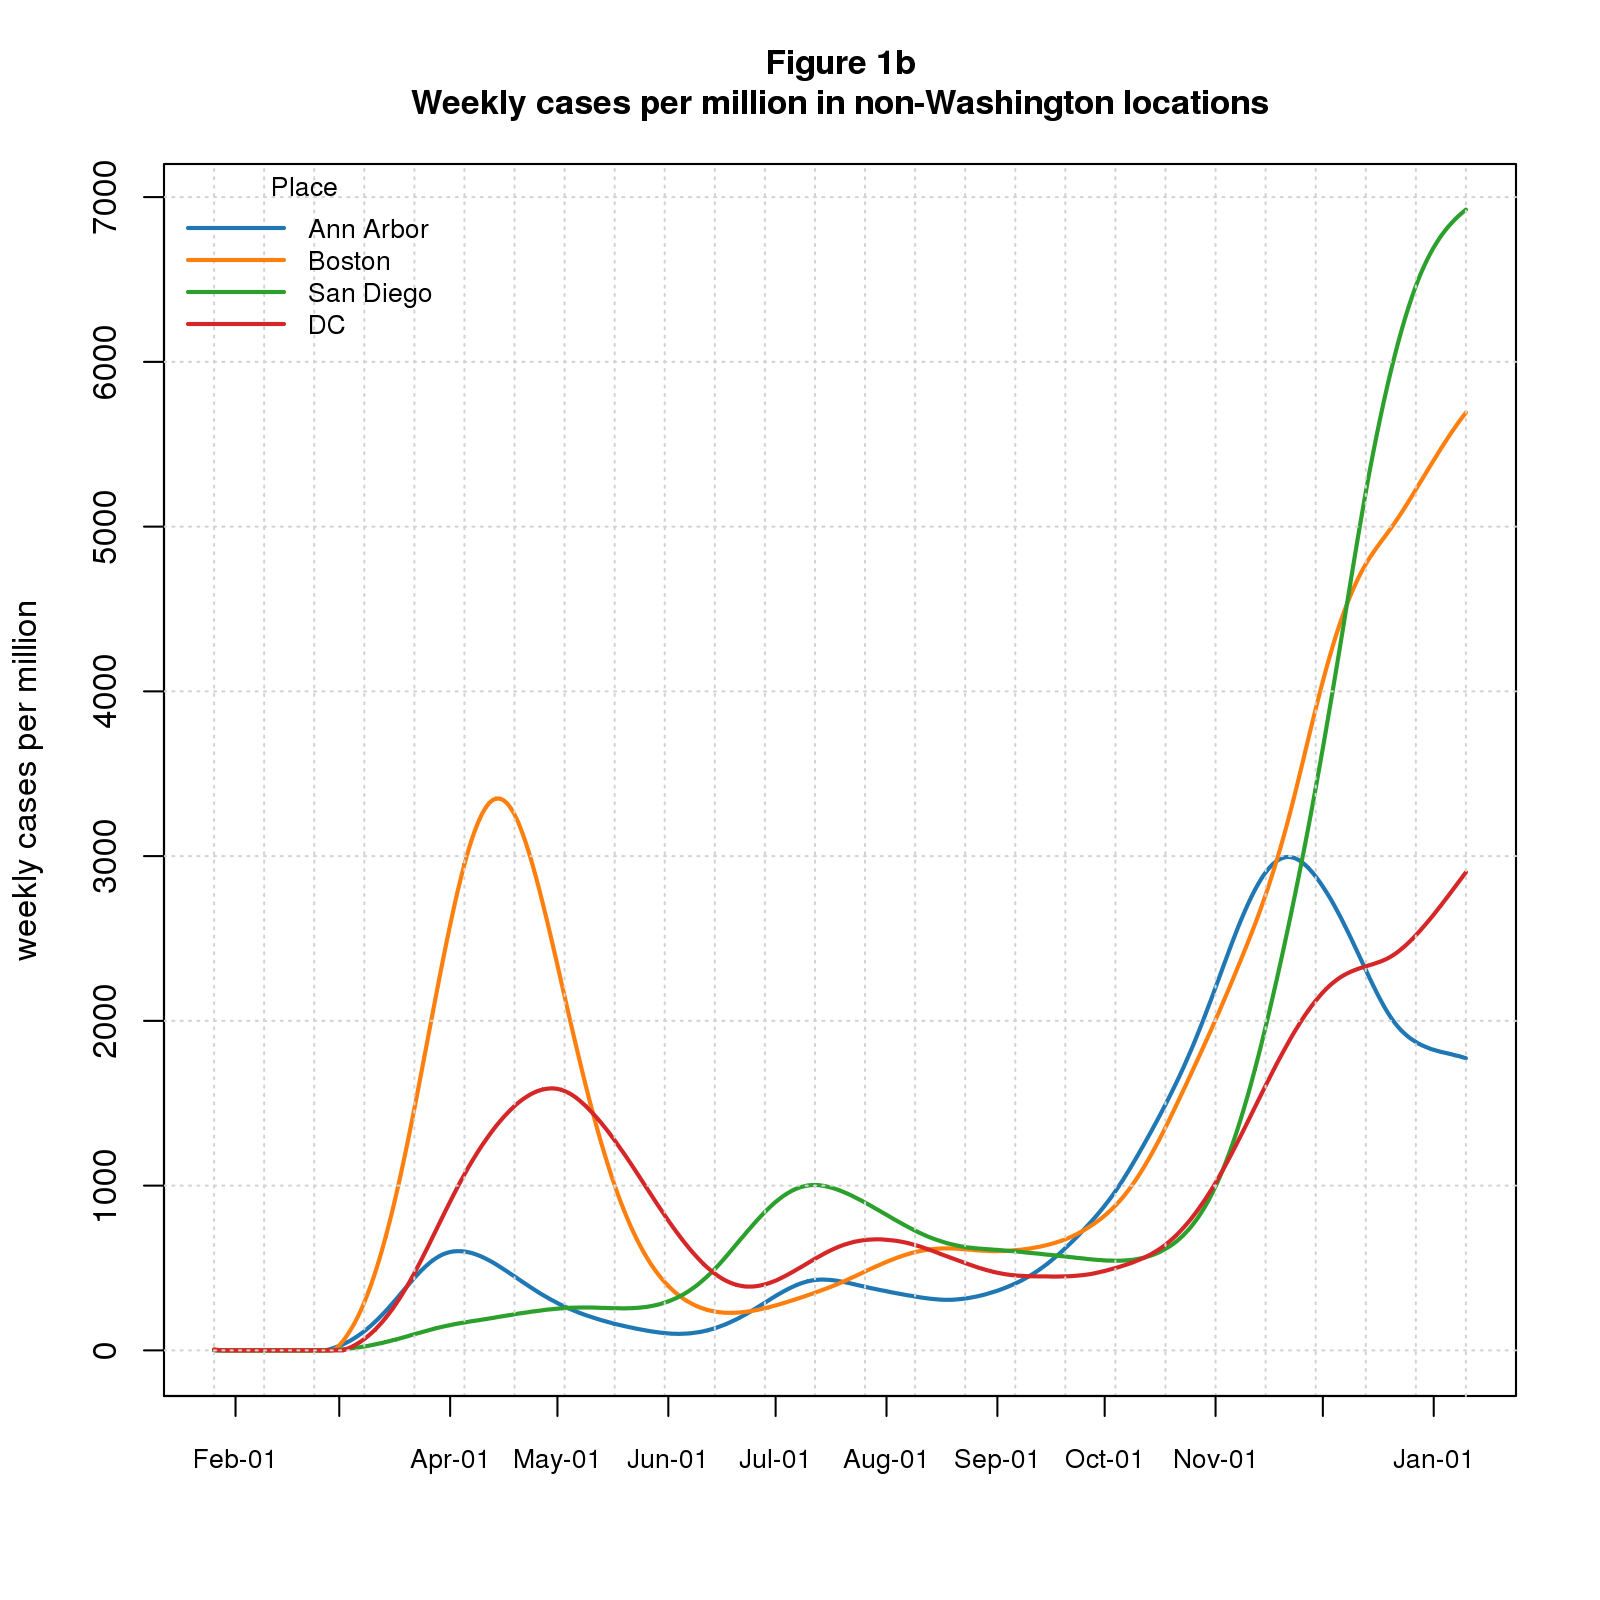 Figure 1b
Weekly cases per million in non-Washington locations
weekly cases per million
7000
6000
5000
4000
3000
2000
1000
0
Place
Ann Arbor
Boston
San Diego
DC
Feb-01 Apr-01 May-01 Jun-01 Jul-01 Aug-01 Sep-01 Oct-01 Nov-01 Jan-01